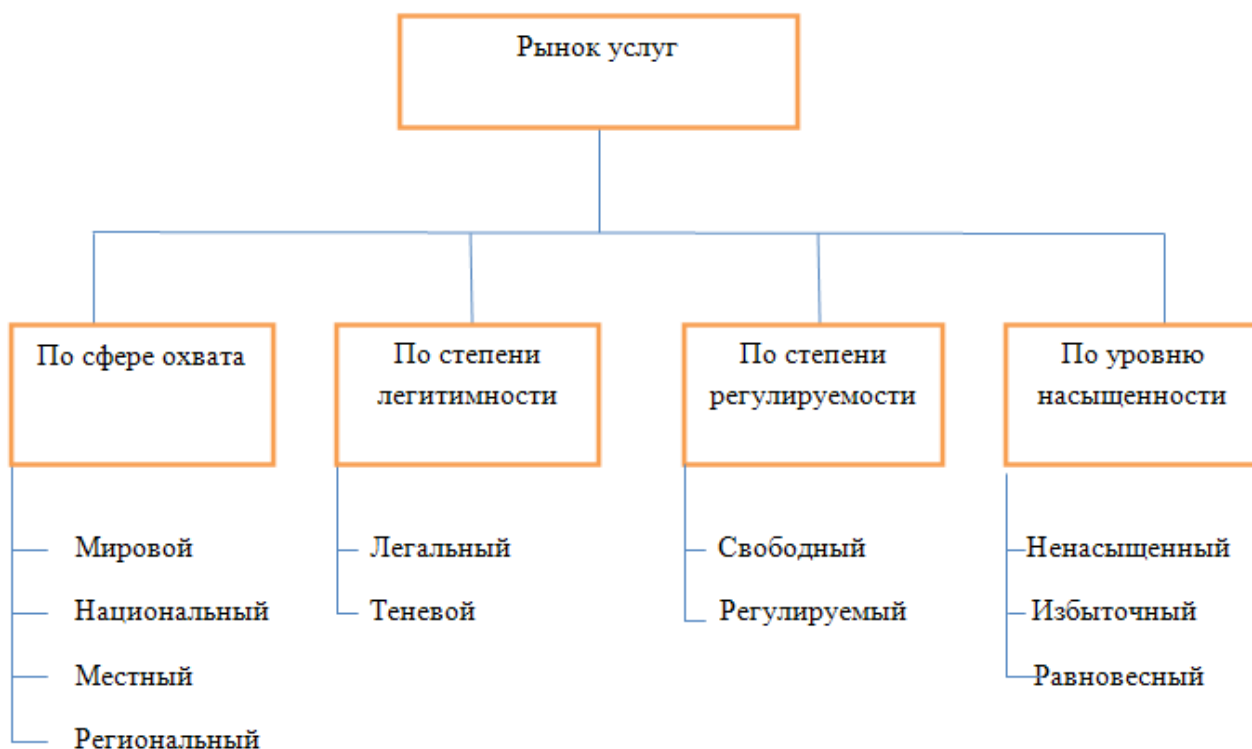 Рынок услуг
По сфере охвата
Мировой
Национальный
Местный
Региональный
По степени
легитимности
Легальный
Теневой
По степени
регулируемости
Свободный
Регулируемый
По уровню
насыщенности
Ненасыщенный
Избыточный
Равновесный